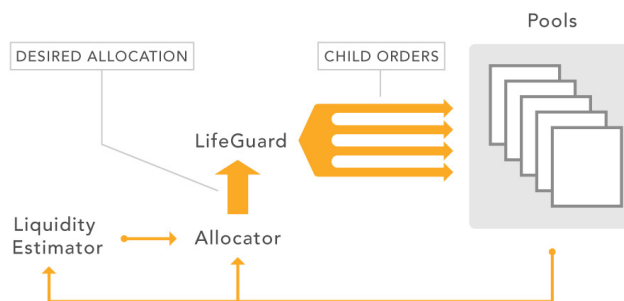 Pools
DESIRED ALLOCATION
CHILD ORDERS
LifeGuard
Liquidity
Estimator
Allocator